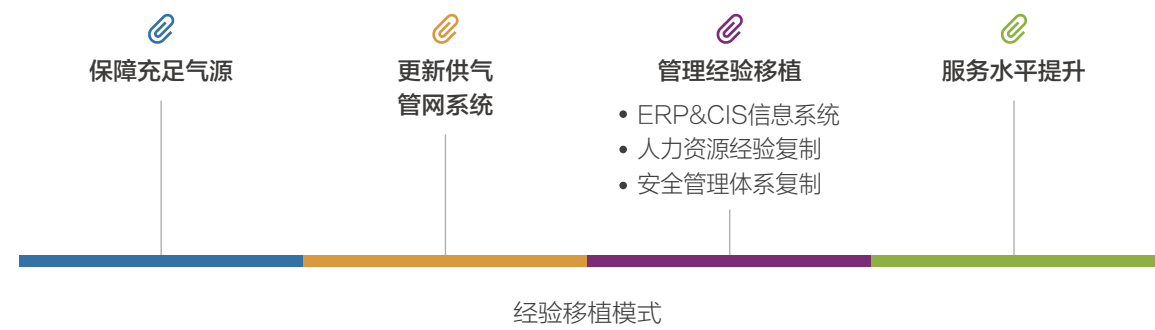 保障充足气源
更新供气
管网系统
管理经验移植
• ERP&CIS信息系统
• 人力资源经验复制
• 安全管理体系复制
服务水平提升
经验移植模式